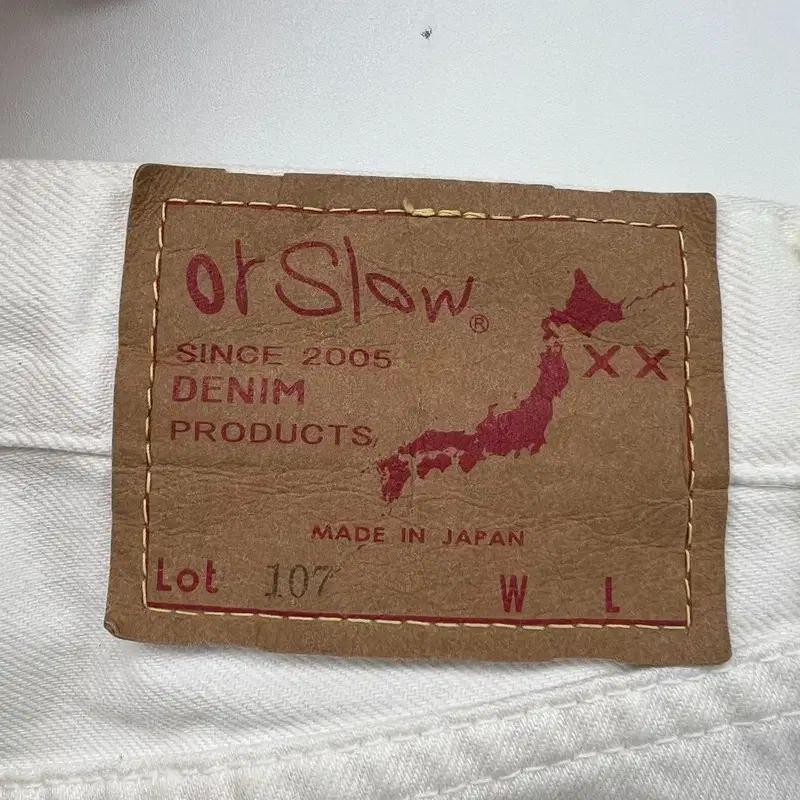 orSlow®
SINCE 2005
DENIM
PRODUCTS,
XX
MADE IN JAPAN
Lot 107 W L